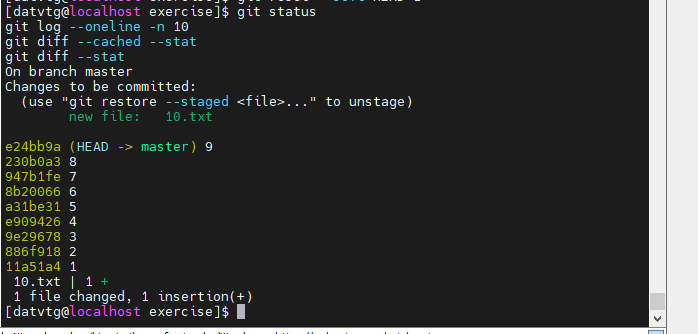 [datvtg@localhost exercise]$ git status
git log --oneline -n 10
git diff --cached --stat
git diff --stat
On branch master
Changes to be committed:
  (use "git restore --staged <file>..." to unstage)
        new file:   10.txt

e24bb9a (HEAD -> master) 9
230b0a3 8
947b1fe 7
8b20066 6
a31be31 5
e909426 4
9e29678 3
886f918 2
11a51a4 1
 10.txt | 1 +
 1 file changed, 1 insertion(+)
[datvtg@localhost exercise]$